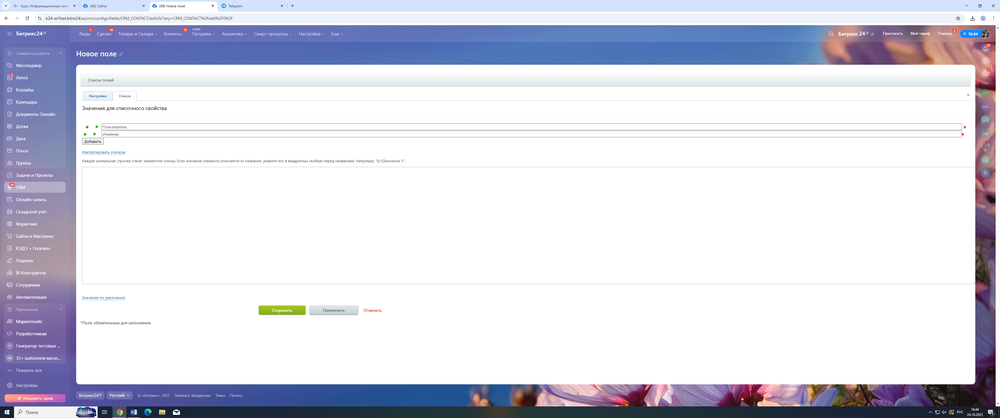 Курс: Информационные сист
(48) Сайты
(48) Новое поле
Telegram
b24-wl1bet.bitrix24.ru/crm/configs/fields/CRM_CONTACT/edit/0/?any=CRM_CONTACT%2Fedit%2F0%2F
Битрикс24
Лиды 1
Сделки 14
Товары и Склады
Клиенты 13
НОВОЕ
Продажи
Аналитика
Смарт-процессы
Настройки
Еще
Битрикс 24
Пригласить
Мой тариф
Помощь 5
16:44
Совместная работа
Мессенджер
2
Лента
Коллабы
Календарь
Документы Онлайн
Доски
Диск
Почта
Группы
Задачи и Проекты
28
CRM
Онлайн-запись
Складской учёт
Маркетинг
Сайты и Магазины
КЭДО + Госключ
Подпись
BI Конструктор
Сотрудники
Автоматизация
Приложения
Маркетплейс
Разработчикам
ГТ Генератор тестовых ...
3Ш 35+ шаблонов магаз...
Показать все
Настройки
Расширить тариф
Новое поле
Список полей
Настройки
Список
Значения для списочного свойства
Пользователь
Инженер
Добавить
Импортировать списком
Каждая уникальная строчка станет элементом списка. Если значение элемента отличается от названия, укажите его в квадратных скобках перед названием. Например, "[v1]Значение 1".
Значение по умолчанию
Сохранить
Применить
Отменить
*Поля, обязательные для заполнения.
47
1
ОП
ИИ
ИА
Битрикс24
Русский
© «Битрикс», 2025
Заказать внедрение
Темы
Печать
Поиск
РУС
16:44
24.10.2025
1